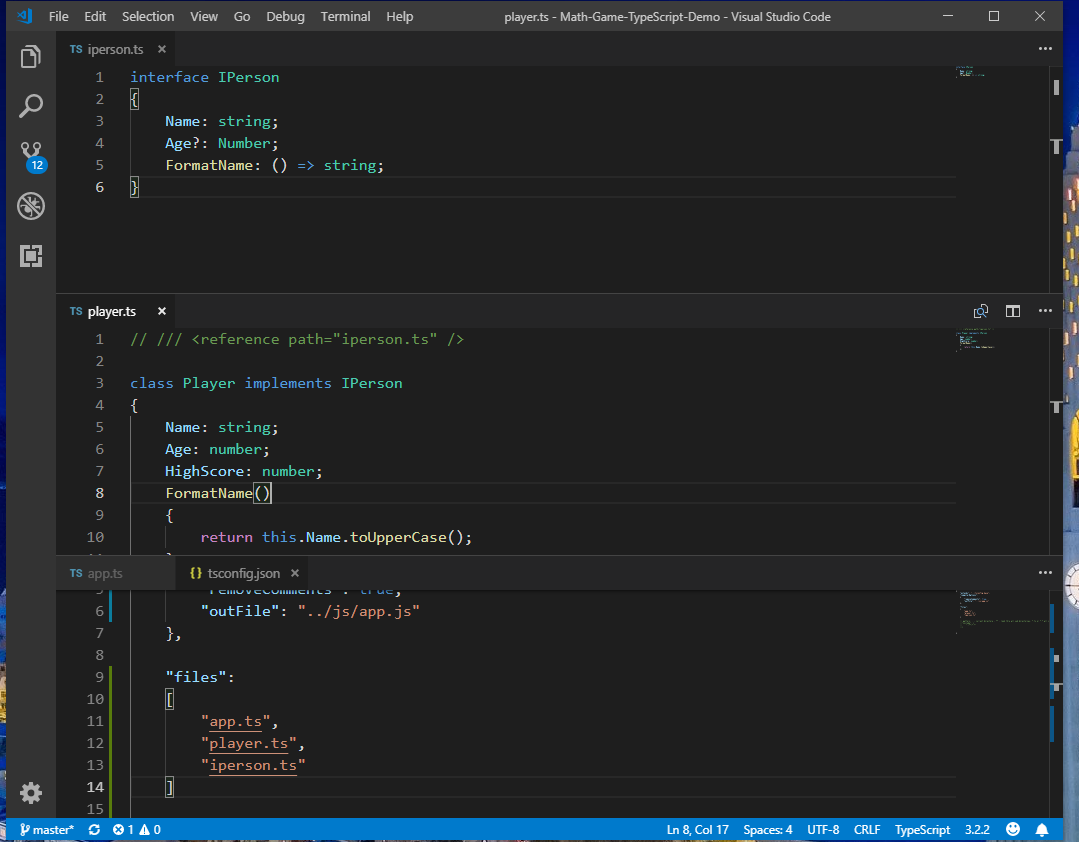 File Edit Selection View Go Debug Terminal Help player.ts - Math-Game-TypeScript-Demo - Visual Studio Code
TS iperson.ts ×
1 interface IPerson
2 {
3 Name: string;
4 Age?: Number;
5 FormatName: () => string;
6 }
12
TS player.ts ×
1 // /// <reference path="iperson.ts" />
2
3 class Player implements IPerson
4 {
5 Name: string;
6 Age: number;
7 HighScore: number;
8 FormatName()
9 {
10 return this.Name.toUpperCase();
TS app.ts {} tsconfig.json ×
5 "removeComments": true,
6 "outFile": "../js/app.js"
7 },
8
9 "files":
10 [
11 "app.ts",
12 "player.ts",
13 "iperson.ts"
14 ]
15
master* 1 0 Ln 8, Col 17 Spaces: 4 UTF-8 CRLF TypeScript 3.2.2